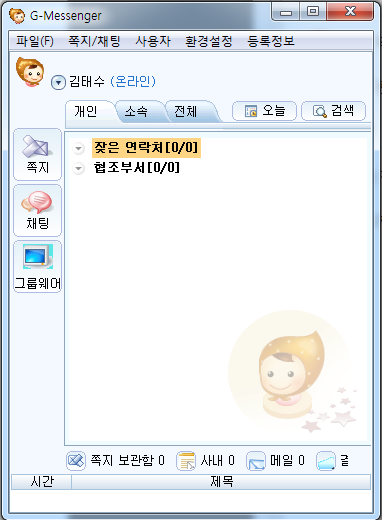 G-Messenger
파일(F) 쪽지/채팅 사용자 환경설정 등록정보
김태수 (온라인)
개인 소속 전체 오늘 검색
쪽지
채팅
그룹웨어
잦은 연락처[0/0]
협조부서[0/0]
쪽지 보관함 0 사내 0 메일 0 결
시간 제목